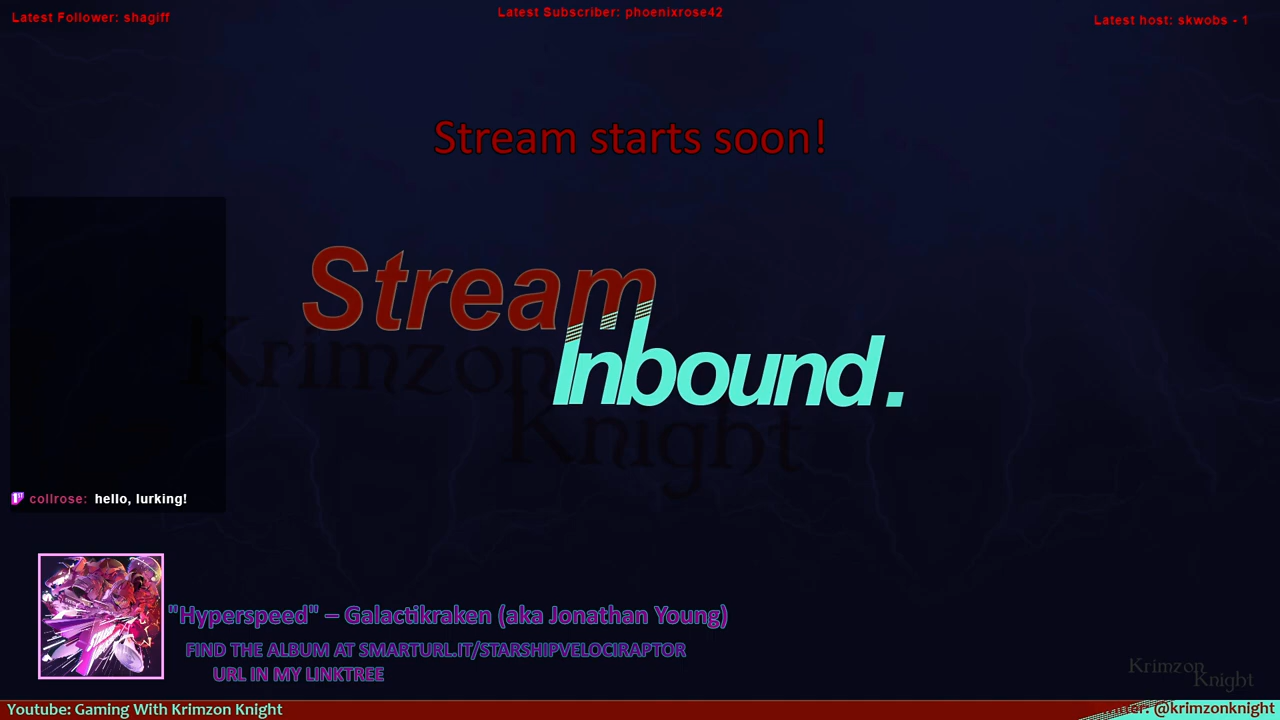 Latest Follower: shagiff
Latest Subscriber: phoenixrose42
Latest host: skwobs - 1
Stream starts soon!
Stream
Inbound.
Krimzon
Knight
collrose: hello, lurking!
"Hyperspeed" – Galactikraken (aka Jonathan Young)
FIND THE ALBUM AT SMARTURL.IT/STARSHIPVELOCIRAPTOR
URL IN MY LINKTREE
Krimzon
Knight
Youtube: Gaming With Krimzon Knight
@krimzonknight